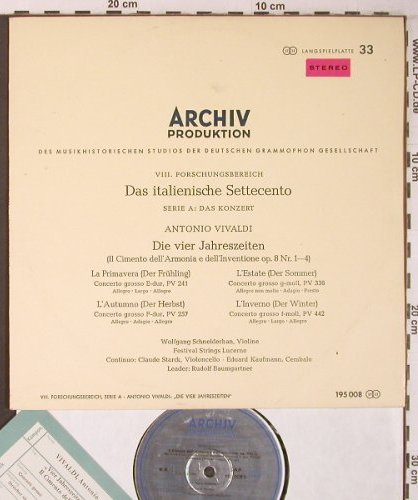 20 cm
10 cm
LANGSPIELPLATTE 33
STEREO
ARCHIV
PRODUKTION
DES MUSIKHISTORISCHEN STUDIOS DER DEUTSCHEN GRAMMOPHON GESELLSCHAFT
VIII. FORSCHUNGSBEREICH
Das italienische Settecento
SERIE A: DAS KONZERT
ANTONIO VIVALDI
Die vier Jahreszeiten
(Il Cimento dell'Armonia e dell'Inventione op. 8 Nr. 1—4)
La Primavera (Der Frühling)
Concerto grosso E-dur, PV 241
Allegro - Largo - Allegro
L'Estate (Der Sommer)
Concerto grosso g-moll, PV 336
Allegro non molto - Adagio - Presto
L'Autumno (Der Herbst)
Concerto grosso F-dur, PV 257
Allegro - Adagio - Allegro
L'Inverno (Der Winter)
Concerto grosso f-moll, PV 442
Allegro - Largo - Allegro
Wolfgang Schneiderhan, Violine
Festival Strings Lucerne
Continuo: Claude Starck, Violoncello - Eduard Kaufmann, Cembalo
Leader: Rudolf Baumgartner
VIII. FORSCHUNGSBEREICH, SERIE A - ANTONIO VIVALDI: „DIE VIER JAHRESZEITEN"
195 008
VIVALDI, Antonio
30 cm
20 cm
10 cm